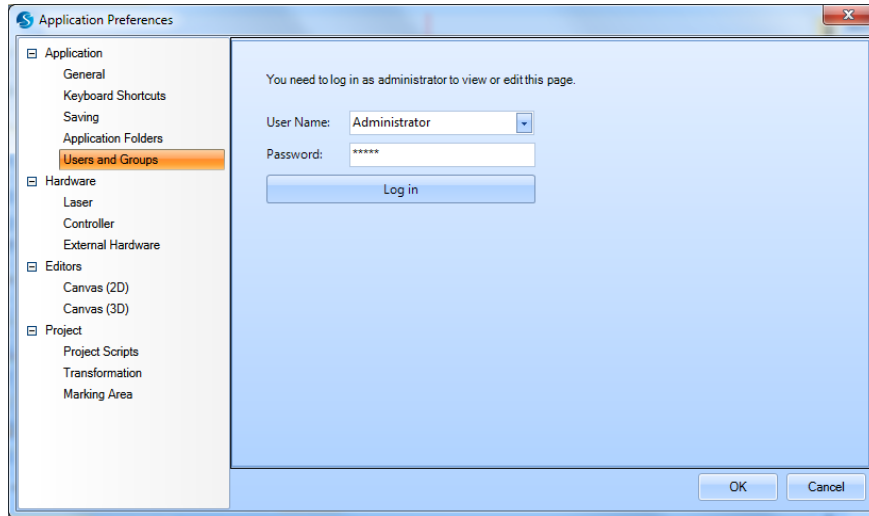 Application Preferences
Application
General
Keyboard Shortcuts
Saving
Application Folders
Users and Groups
Hardware
Laser
Controller
External Hardware
Editors
Canvas (2D)
Canvas (3D)
Project
Project Scripts
Transformation
Marking Area
You need to log in as administrator to view or edit this page.
User Name: Administrator
Password: *****
Log in
OK Cancel